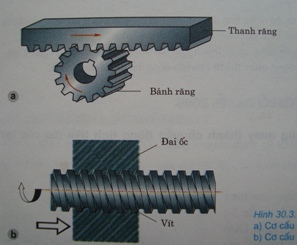 Thanh răng
Bánh răng
a
Đai ốc
Vít
b
Hình 30.3.
a) Cơ cấu
b) Cơ cấu